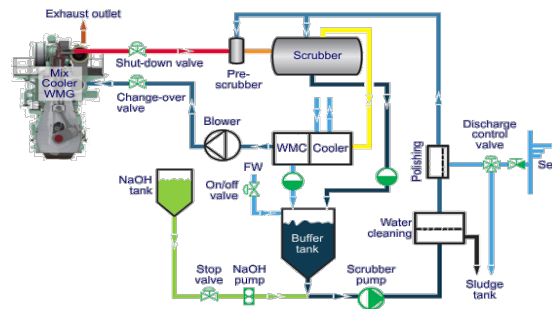 Exhaust outlet
Shut-down valve
Scrubber
Pre-
scrubber
Mix
Cooler
WMG
Change-over
valve
Blower
WMC
Cooler
Polishing
Discharge
control
valve
Se
NaOH
tank
FW
On/off
valve
Buffer
tank
Water
cleaning
Stop
valve
NaOH
pump
Scrubber
pump
Sludge
tank